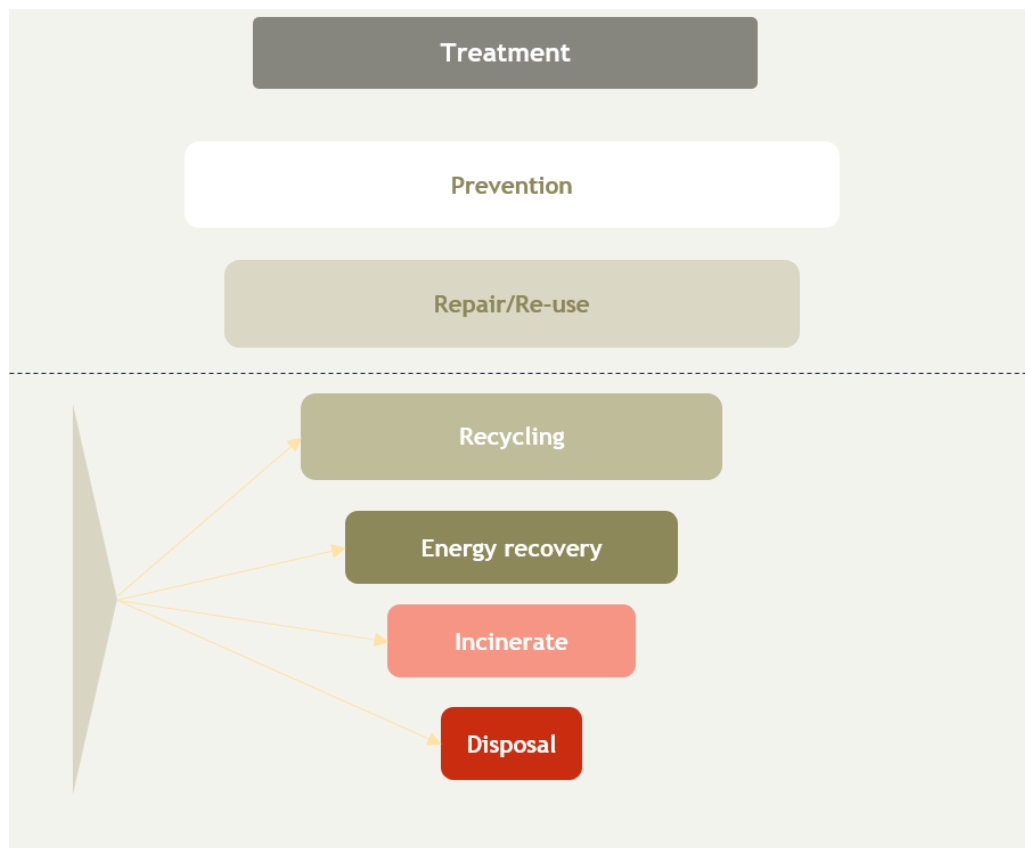 Treatment
Prevention
Repair/Re-use
Recycling
Energy recovery
Incinerate
Disposal